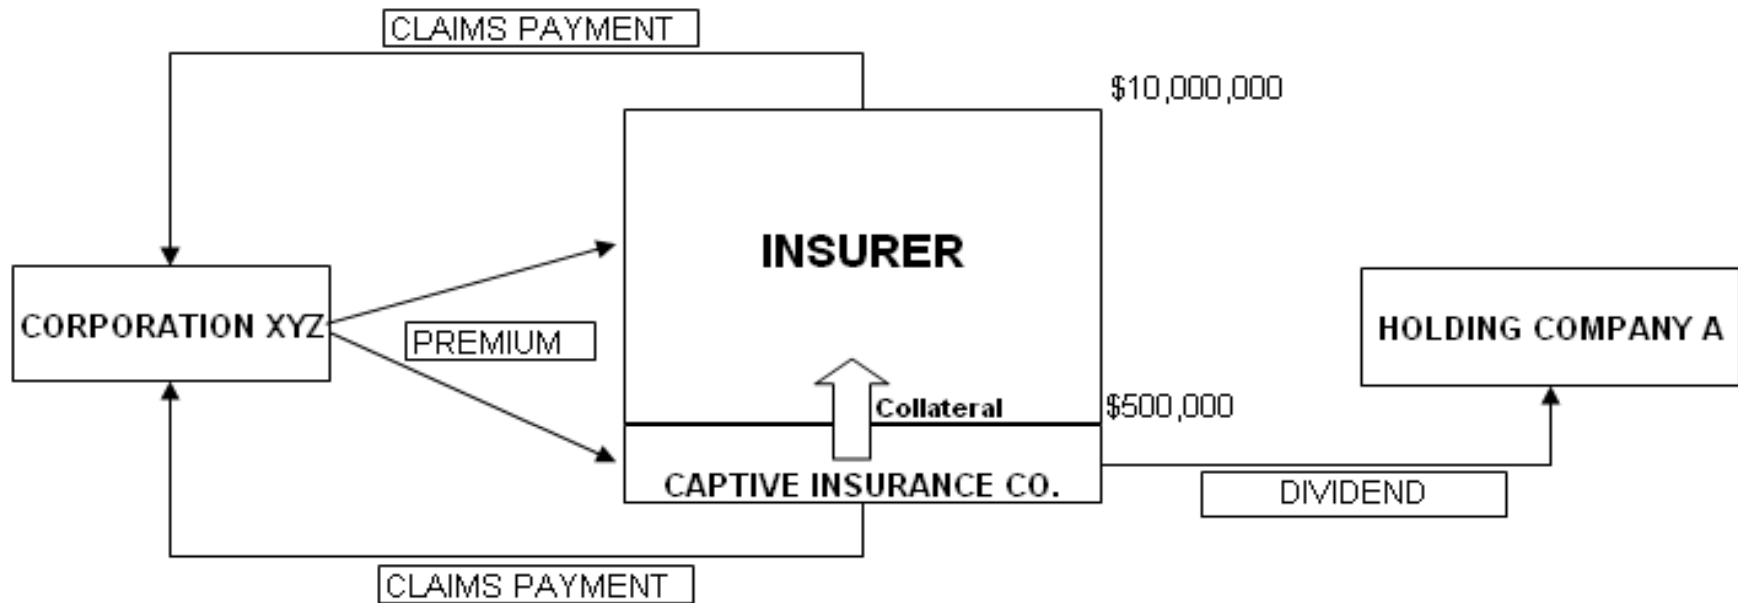 CLAIMS PAYMENT
$10,000,000
INSURER
CORPORATION XYZ
PREMIUM
HOLDING COMPANY A
Collateral
$500,000
CAPTIVE INSURANCE CO.
DIVIDEND
CLAIMS PAYMENT